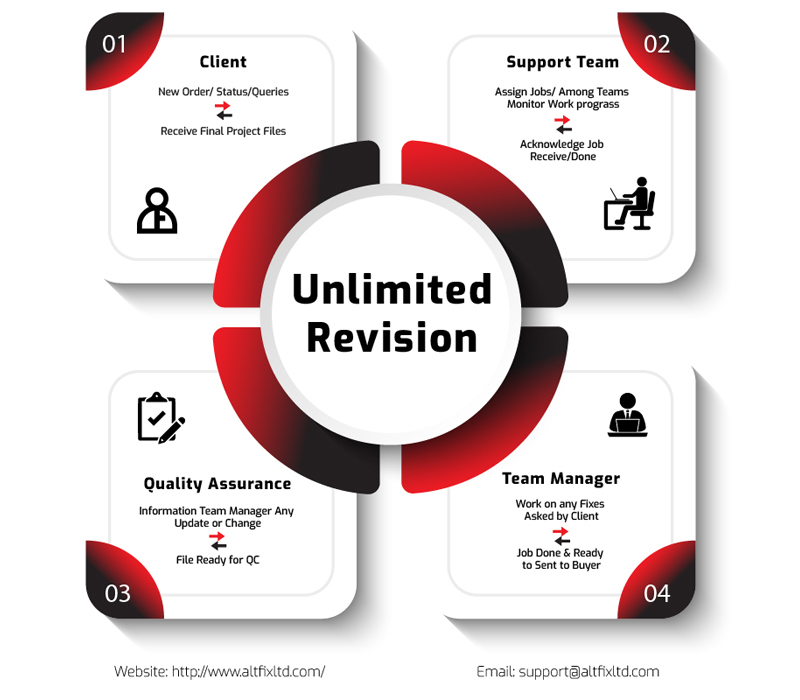 01
Client
New Order/ Status/Queries
Receive Final Project Files
02
Support Team
Assign Jobs/ Among Teams
Monitor Work prograss
Acknowledge Job
Receive/Done
Unlimited
Revision
Quality Assurance
Information Team Manager Any
Update or Change
File Ready for QC
03
Team Manager
Work on any Fixes
Asked by Client
Job Done & Ready
to Sent to Buyer
04
Website: http://www.altfixltd.com/
Email: support@altfixltd.com